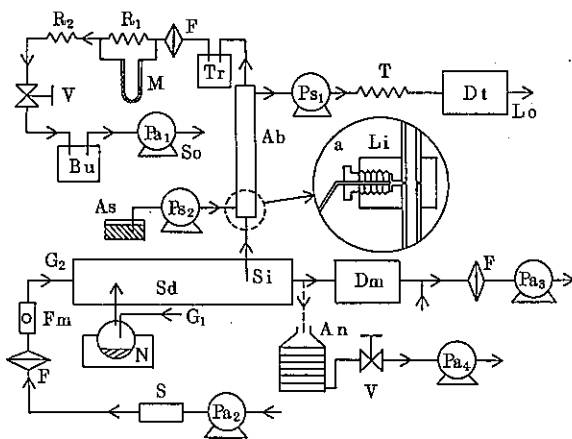 R₂ R₁ F
V M Tr
Bu Pa₁ So
Ab Ps₁ T Dt Lo
a Li
As Ps₂
G₂ Sd Si Dm F Pa₃
Fm G₁ N
An V Pa₄
F S Pa₂